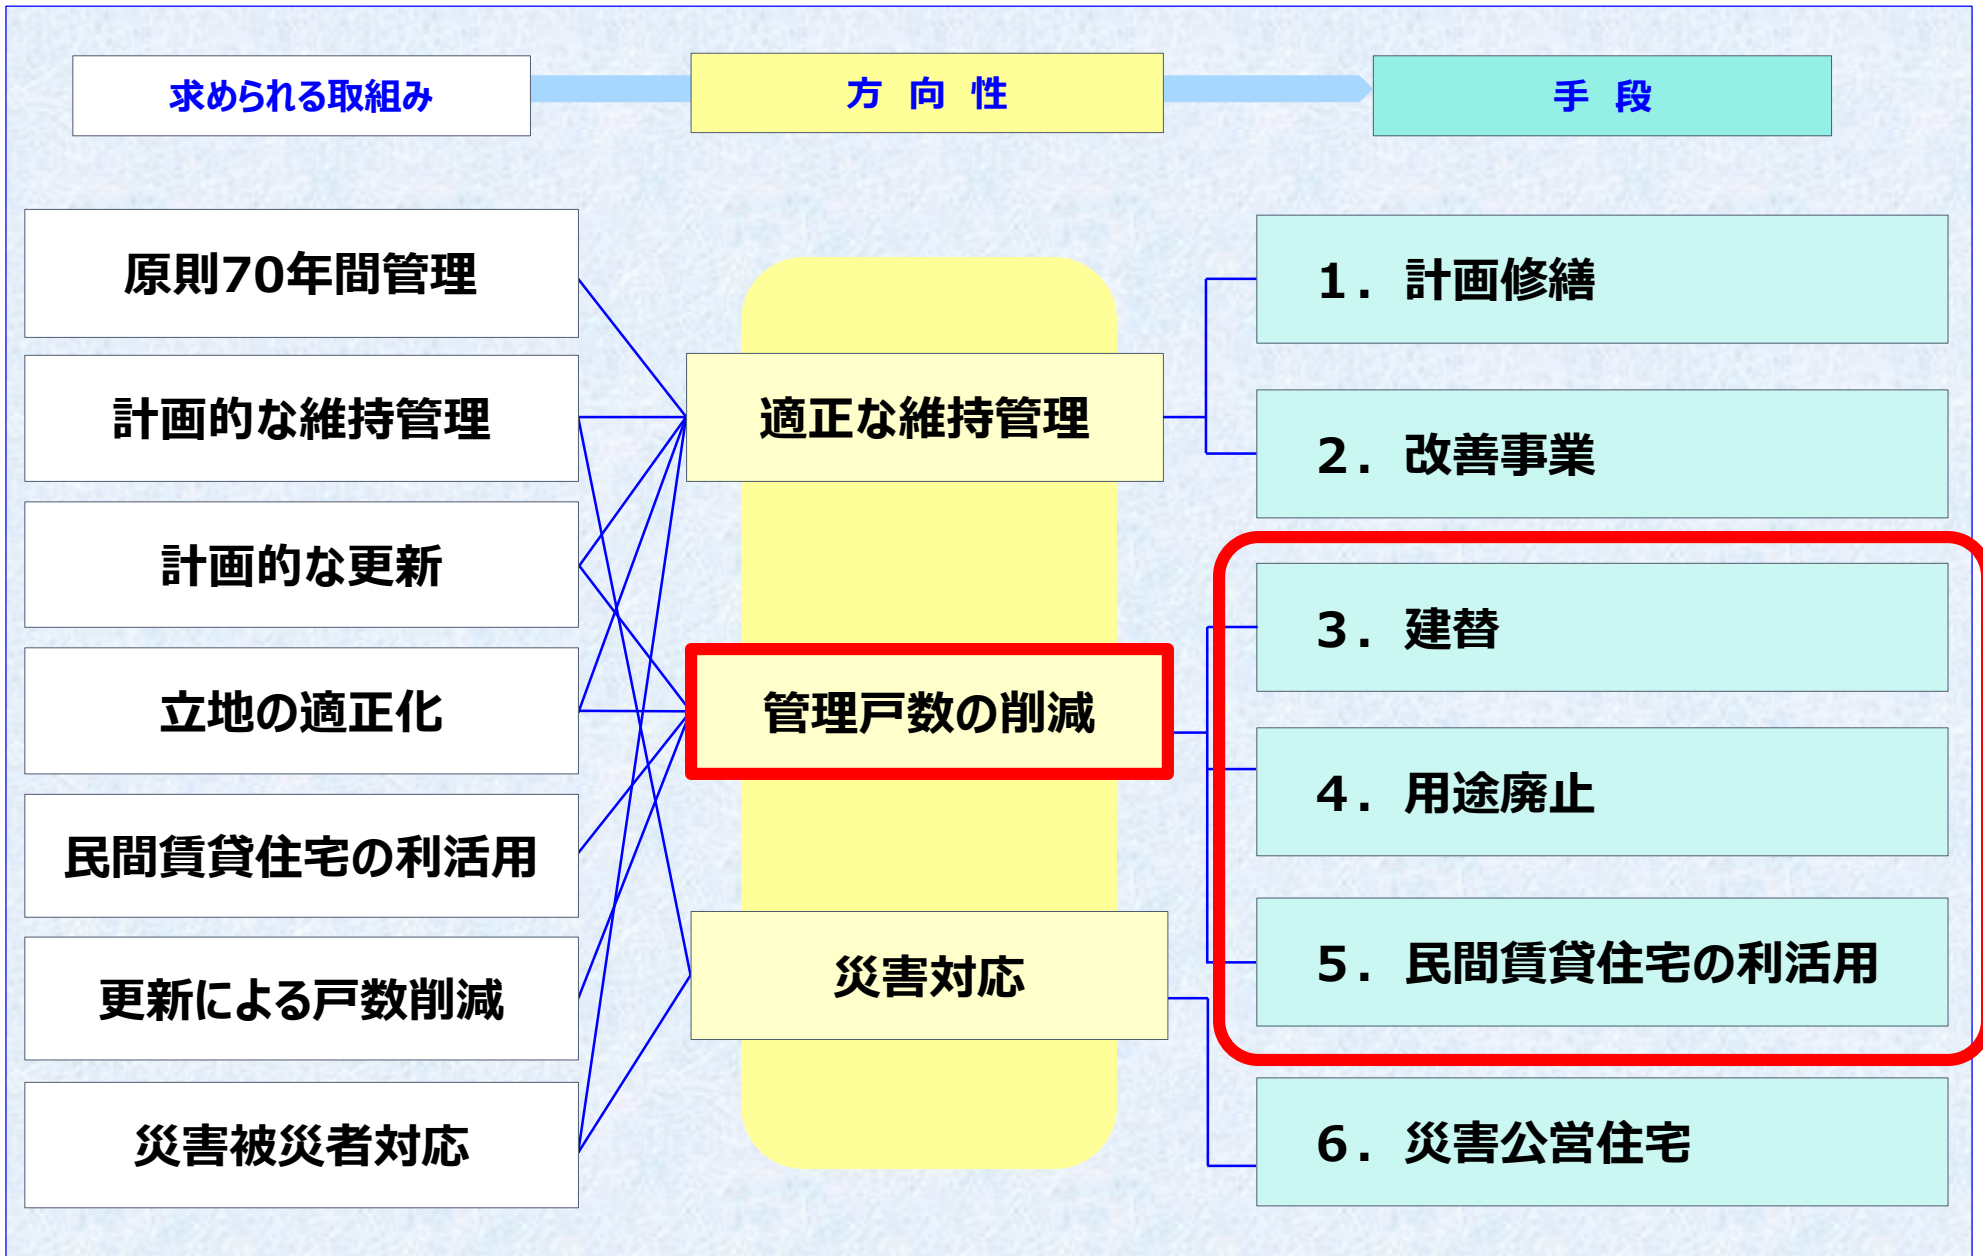 求められる取組み
方 向 性
手 段
原則70年間管理
計画的な維持管理
計画的な更新
立地の適正化
民間賃貸住宅の利活用
更新による戸数削減
災害被災者対応
適正な維持管理
管理戸数の削減
災害対応
1．計画修繕
2．改善事業
3．建替
4．用途廃止
5．民間賃貸住宅の利活用
6．災害公営住宅